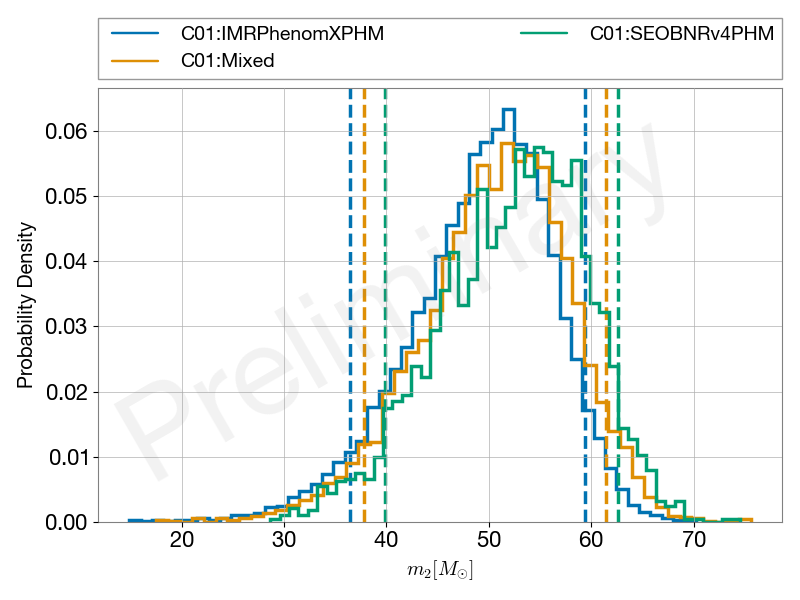 C01:IMRPhenomXPHM
C01:Mixed
C01:SEOBNRv4PHM
Preliminary
Probability Density
0.06
0.05
0.04
0.03
0.02
0.01
0.00
20 30 40 50 60 70
m₂[M⊙]